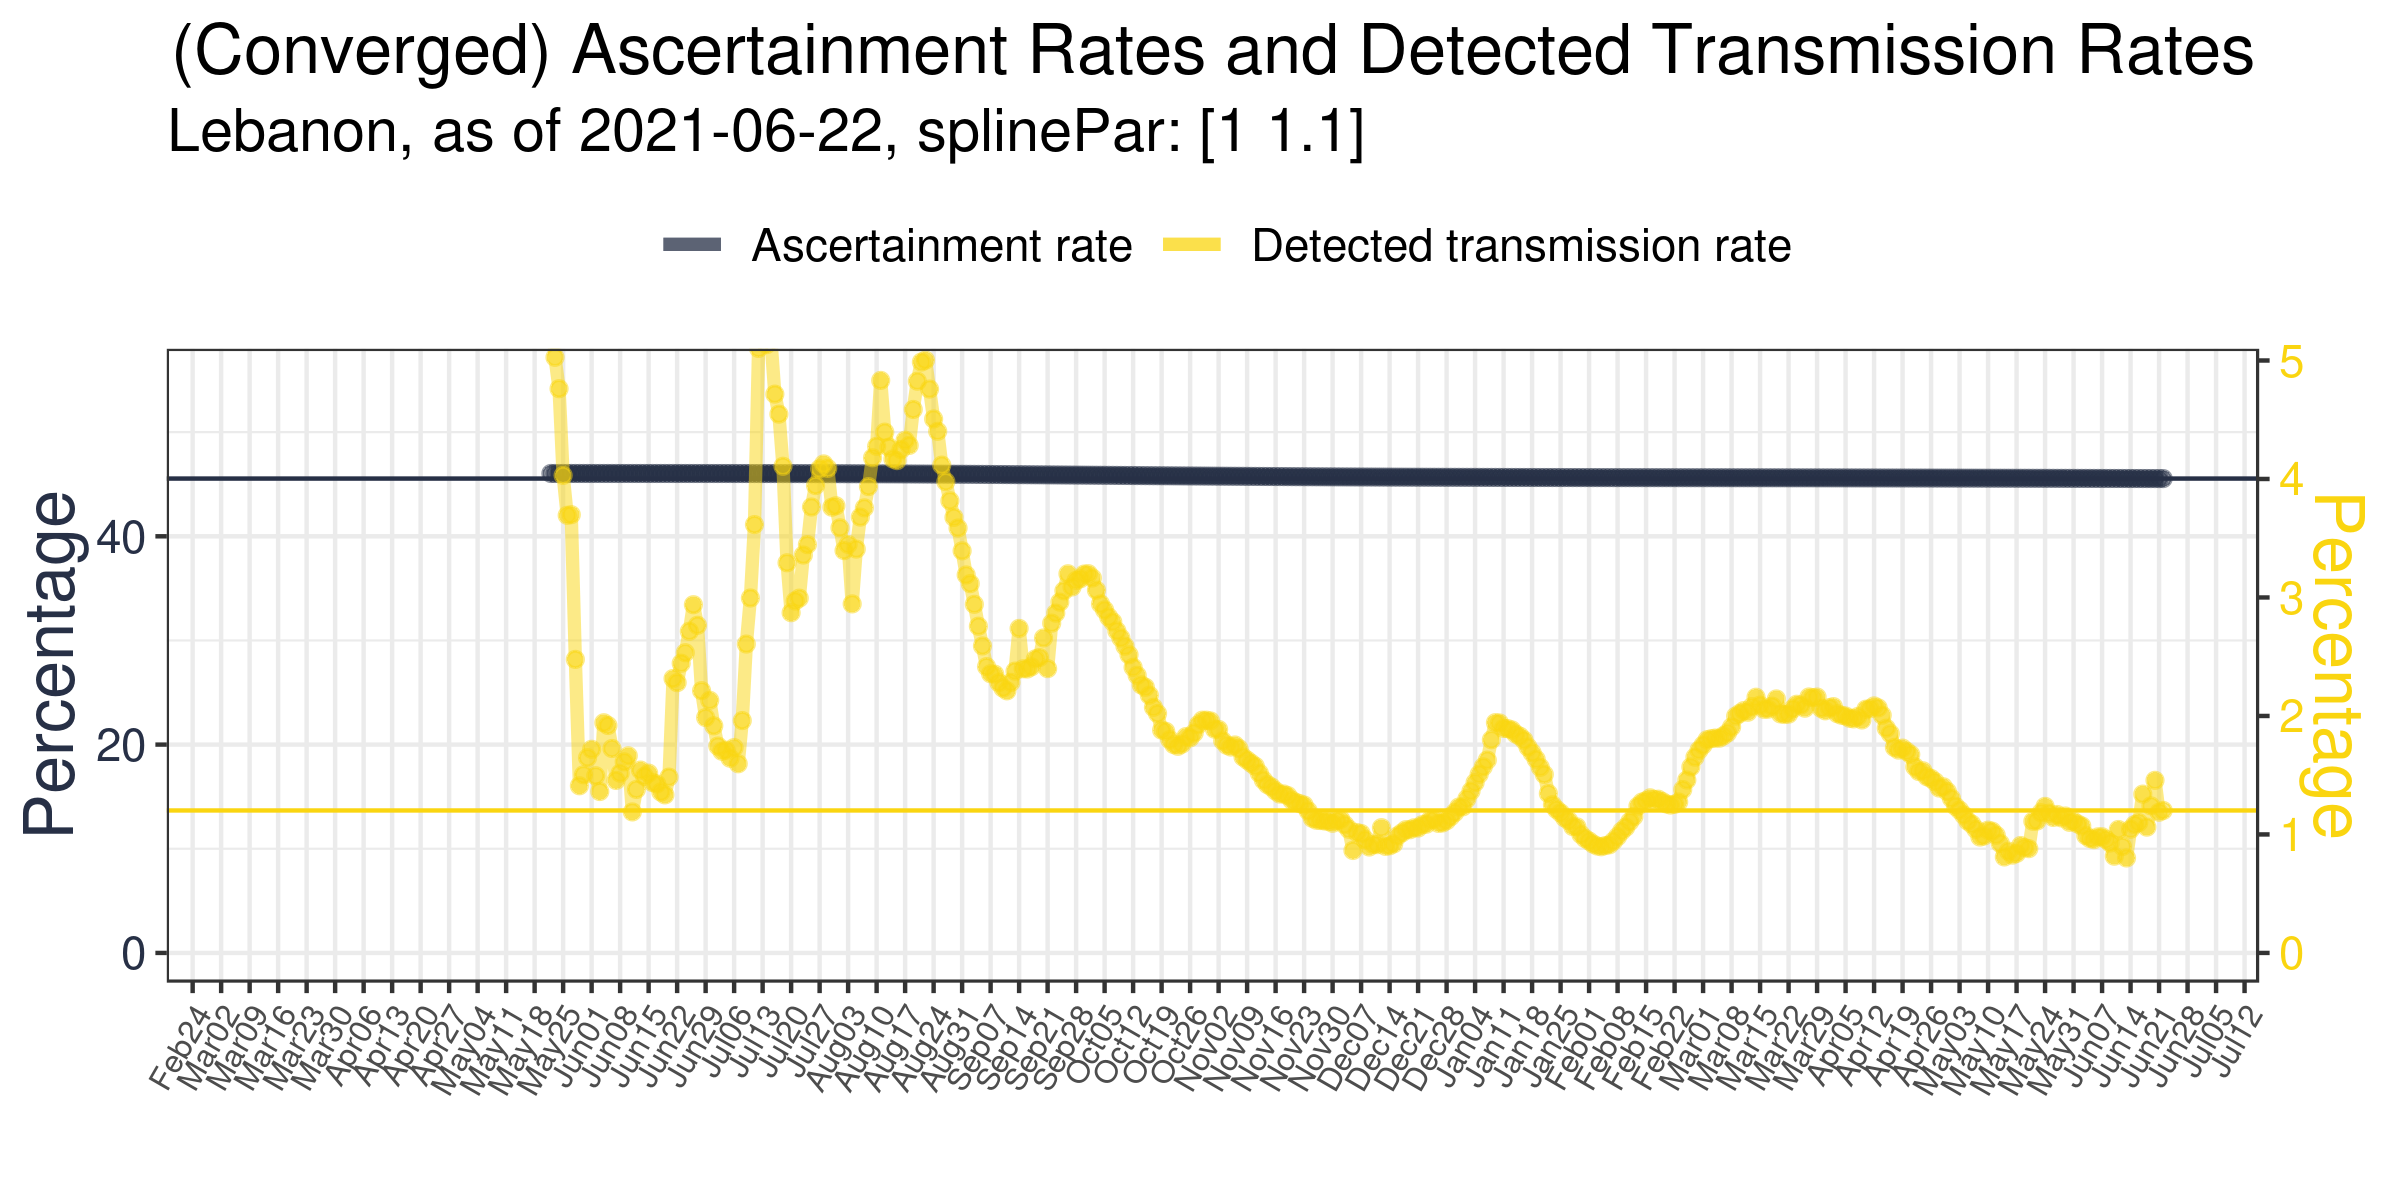 (Converged) Ascertainment Rates and Detected Transmission Rates
Lebanon, as of 2021-06-22, splinePar: [1 1.1]
Ascertainment rate
Detected transmission rate
Percentage
40
20
0
5
4
3
2
1
0
Percentage
Feb24
Mar02
Mar09
Mar16
Mar23
Mar30
Apr06
Apr13
Apr20
Apr27
May04
May11
May18
May25
Jun01
Jun08
Jun15
Jun22
Jun29
Jul06
Jul13
Jul20
Jul27
Aug03
Aug10
Aug17
Aug24
Aug31
Sep07
Sep14
Sep21
Sep28
Oct05
Oct12
Oct19
Oct26
Nov02
Nov09
Nov16
Nov23
Nov30
Dec07
Dec14
Dec21
Dec28
Jan04
Jan11
Jan18
Jan25
Feb01
Feb08
Feb15
Feb22
Mar01
Mar08
Mar15
Mar22
Mar29
Apr05
Apr12
Apr19
Apr26
May03
May10
May17
May24
May31
Jun07
Jun14
Jun21
Jun28
Jul05
Jul12